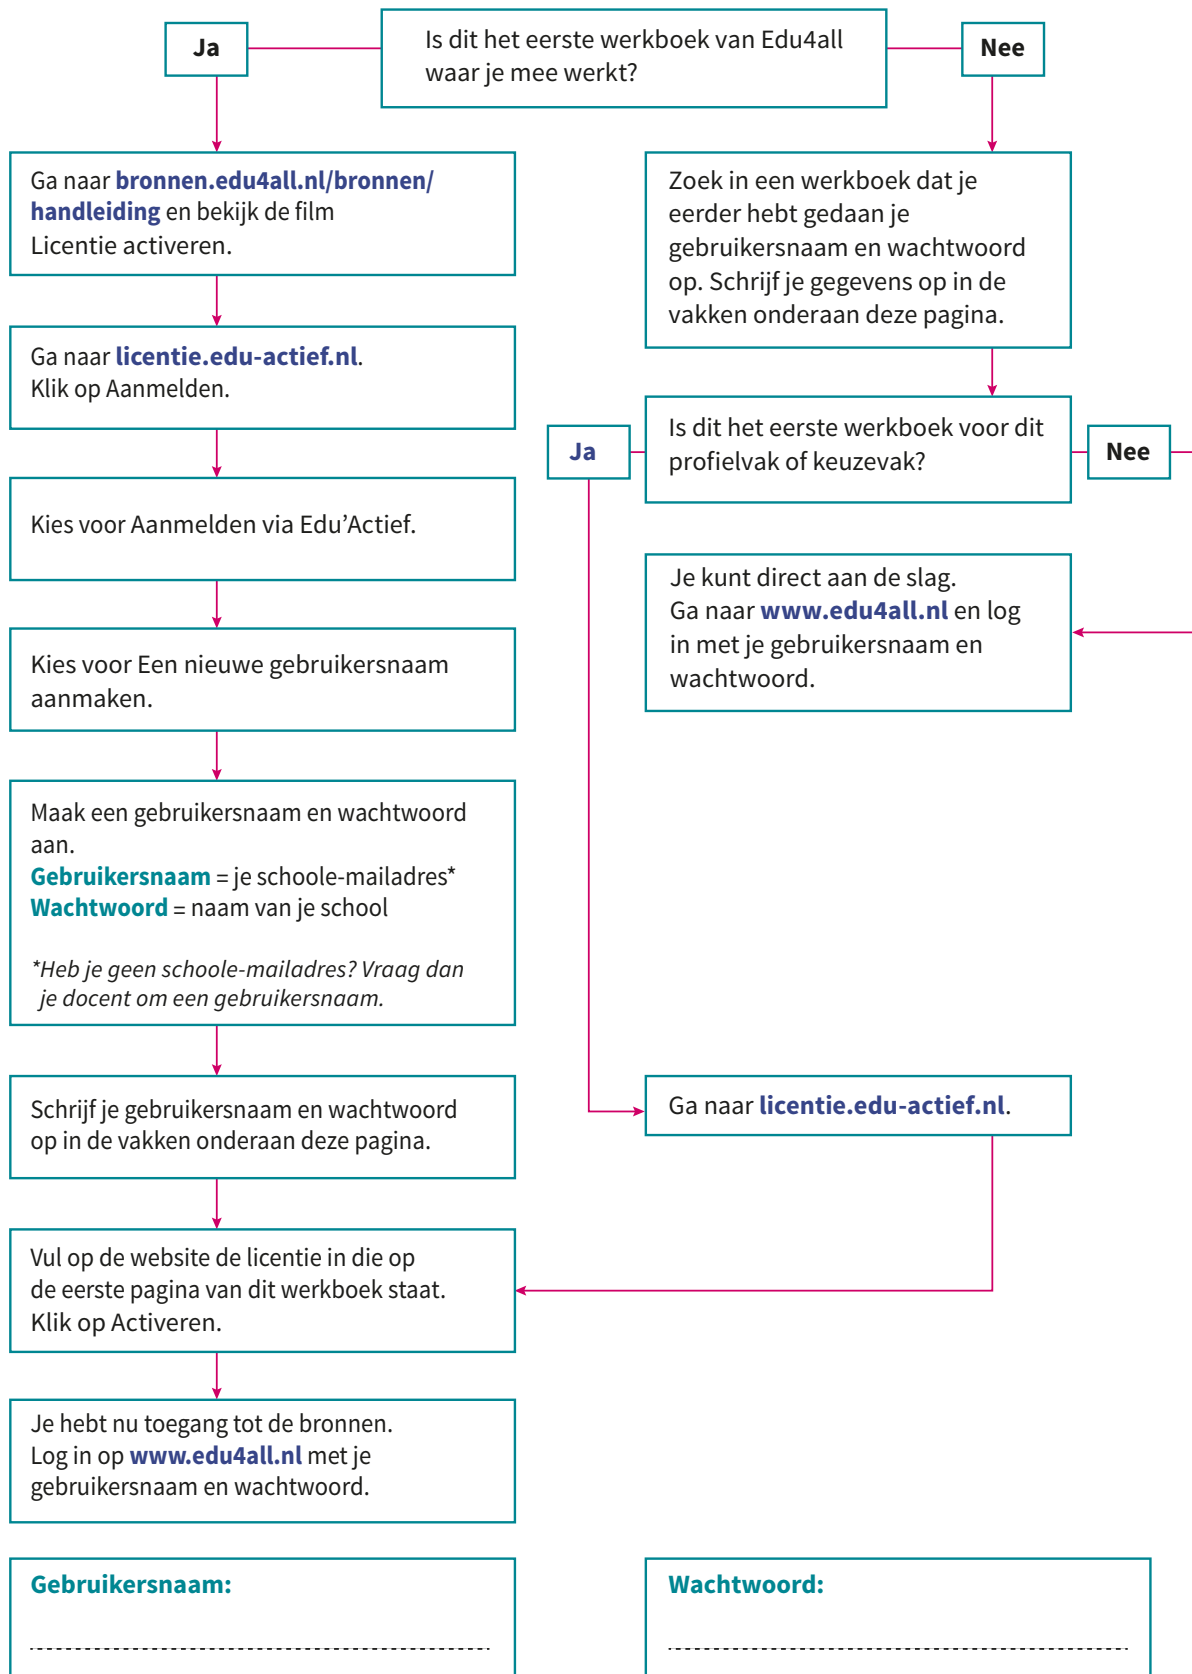 Is dit het eerste werkboek van Edu4all
waar je mee werkt?
Ja
Nee
Ga naar bronnen.edu4all.nl/bronnen/
handleiding en bekijk de film
Licentie activeren.
Ga naar licentie.edu-actief.nl.
Klik op Aanmelden.
Kies voor Aanmelden via Edu’Actief.
Kies voor Een nieuwe gebruikersnaam
aanmaken.
Maak een gebruikersnaam en wachtwoord
aan.
Gebruikersnaam = je schoole-mailadres*
Wachtwoord = naam van je school
*Heb je geen schoole-mailadres? Vraag dan
je docent om een gebruikersnaam.
Schrijf je gebruikersnaam en wachtwoord
op in de vakken onderaan deze pagina.
Vul op de website de licentie in die op
de eerste pagina van dit werkboek staat.
Klik op Activeren.
Je hebt nu toegang tot de bronnen.
Log in op www.edu4all.nl met je
gebruikersnaam en wachtwoord.
Zoek in een werkboek dat je
eerder hebt gedaan je
gebruikersnaam en wachtwoord
op. Schrijf je gegevens op in de
vakken onderaan deze pagina.
Is dit het eerste werkboek voor dit
profielvak of keuzevak?
Ja
Nee
Je kunt direct aan de slag.
Ga naar www.edu4all.nl en log
in met je gebruikersnaam en
wachtwoord.
Ga naar licentie.edu-actief.nl.
Gebruikersnaam:
Wachtwoord: